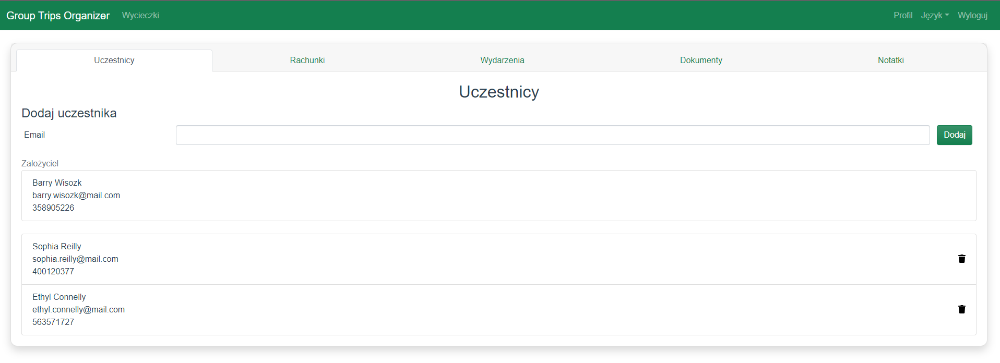 Group Trips Organizer Wycieczki Profil Język Wyloguj
Uczestnicy Rachunki Wydarzenia Dokumenty Notatki
Uczestnicy
Dodaj uczestnika
Email Dodaj
Założyciel
Barry Wisozk
barry.wisozk@mail.com
358905226
Sophia Reilly
sophia.reilly@mail.com
400120377
Ethyl Connelly
ethyl.connelly@mail.com
563571727